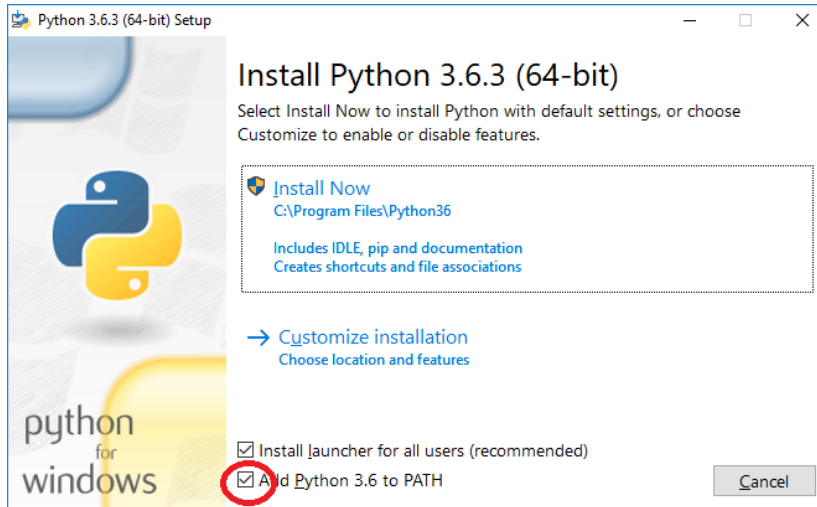 Python 3.6.3 (64-bit) Setup
Install Python 3.6.3 (64-bit)
Select Install Now to install Python with default settings, or choose
Customize to enable or disable features.
Install Now
C:\Program Files\Python36
Includes IDLE, pip and documentation
Creates shortcuts and file associations
Customize installation
Choose location and features
python
for
windows
Install launcher for all users (recommended)
Add Python 3.6 to PATH
Cancel